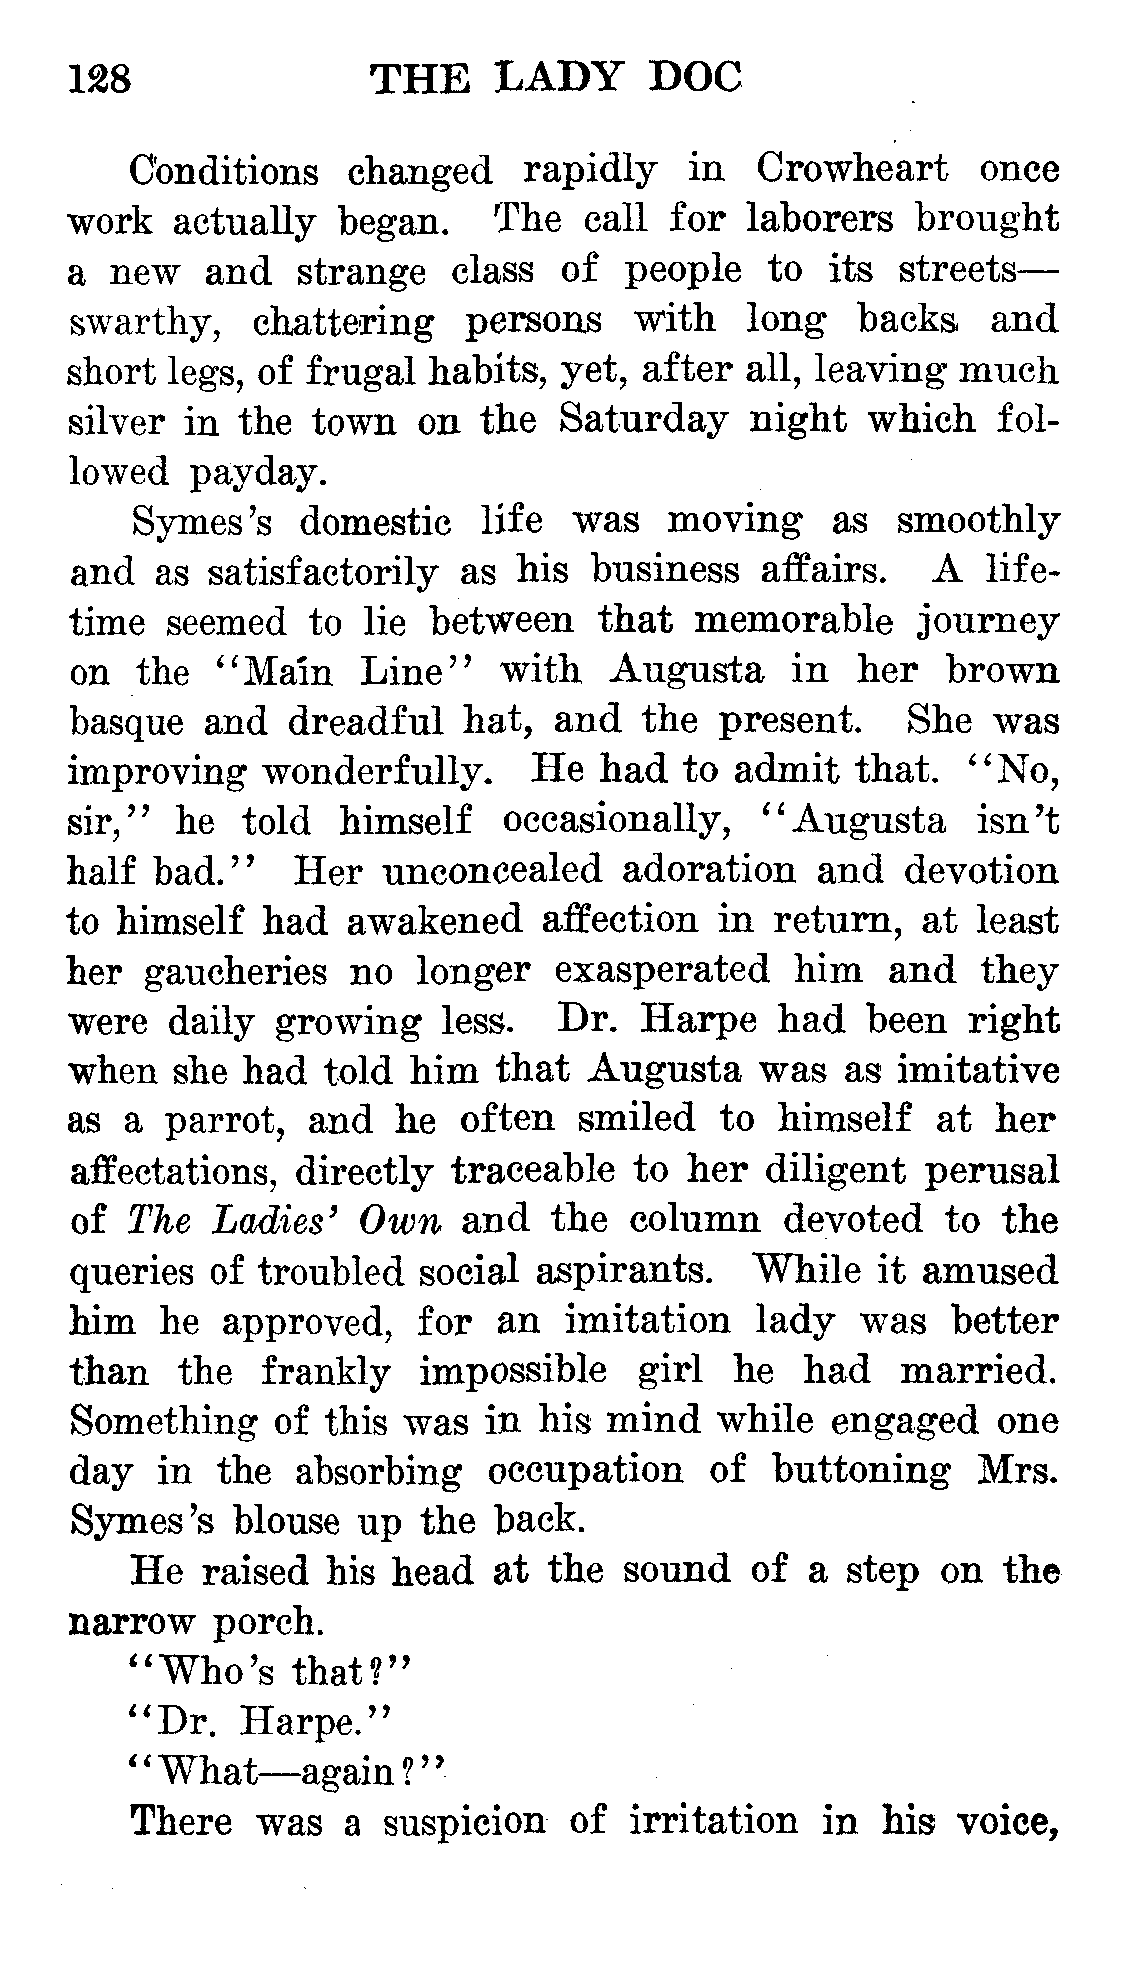 128 THE LADY DOC
Conditions changed rapidly in Crowheart once
work actually began. The call for laborers brought
a new and strange class of people to its streets—
swarthy, chattering persons with long backs and
short legs, of frugal habits, yet, after all, leaving much
silver in the town on the Saturday night which fol-
lowed payday.
Symes's domestic life was moving as smoothly
and as satisfactorily as his business affairs. A life-
time seemed to lie between that memorable journey
on the "Main Line" with Augusta in her brown
basque and dreadful hat, and the present. She was
improving wonderfully. He had to admit that. "No,
sir," he told himself occasionally, "Augusta isn't
half bad." Her unconcealed adoration and devotion
to himself had awakened affection in return, at least
her gaucheries no longer exasperated him and they
were daily growing less. Dr. Harpe had been right
when she had told him that Augusta was as imitative
as a parrot, and he often smiled to himself at her
affectations, directly traceable to her diligent perusal
of The Ladies' Own and the column devoted to the
queries of troubled social aspirants. While it amused
him he approved, for an imitation lady was better
than the frankly impossible girl he had married.
Something of this was in his mind while engaged one
day in the absorbing occupation of buttoning Mrs.
Symes's blouse up the back.
He raised his head at the sound of a step on the
narrow porch.
"Who's that?"
"Dr. Harpe."
"What—again?"
There was a suspicion of irritation in his voice,